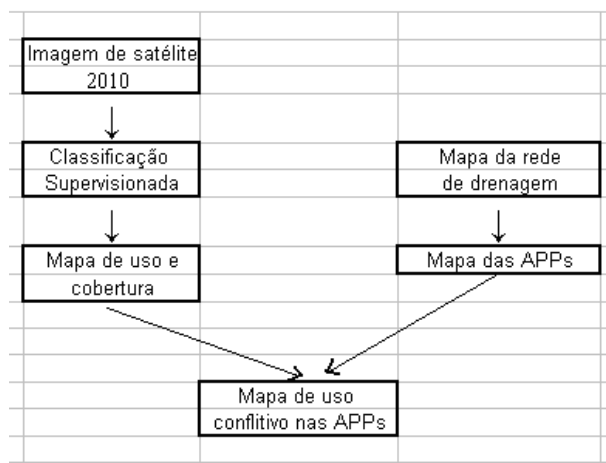 Imagem de satélite
2010
Classificação
Supervisionada
Mapa da rede
de drenagem
Mapa de uso e
cobertura
Mapa das APPs
Mapa de uso
conflitivo nas APPs